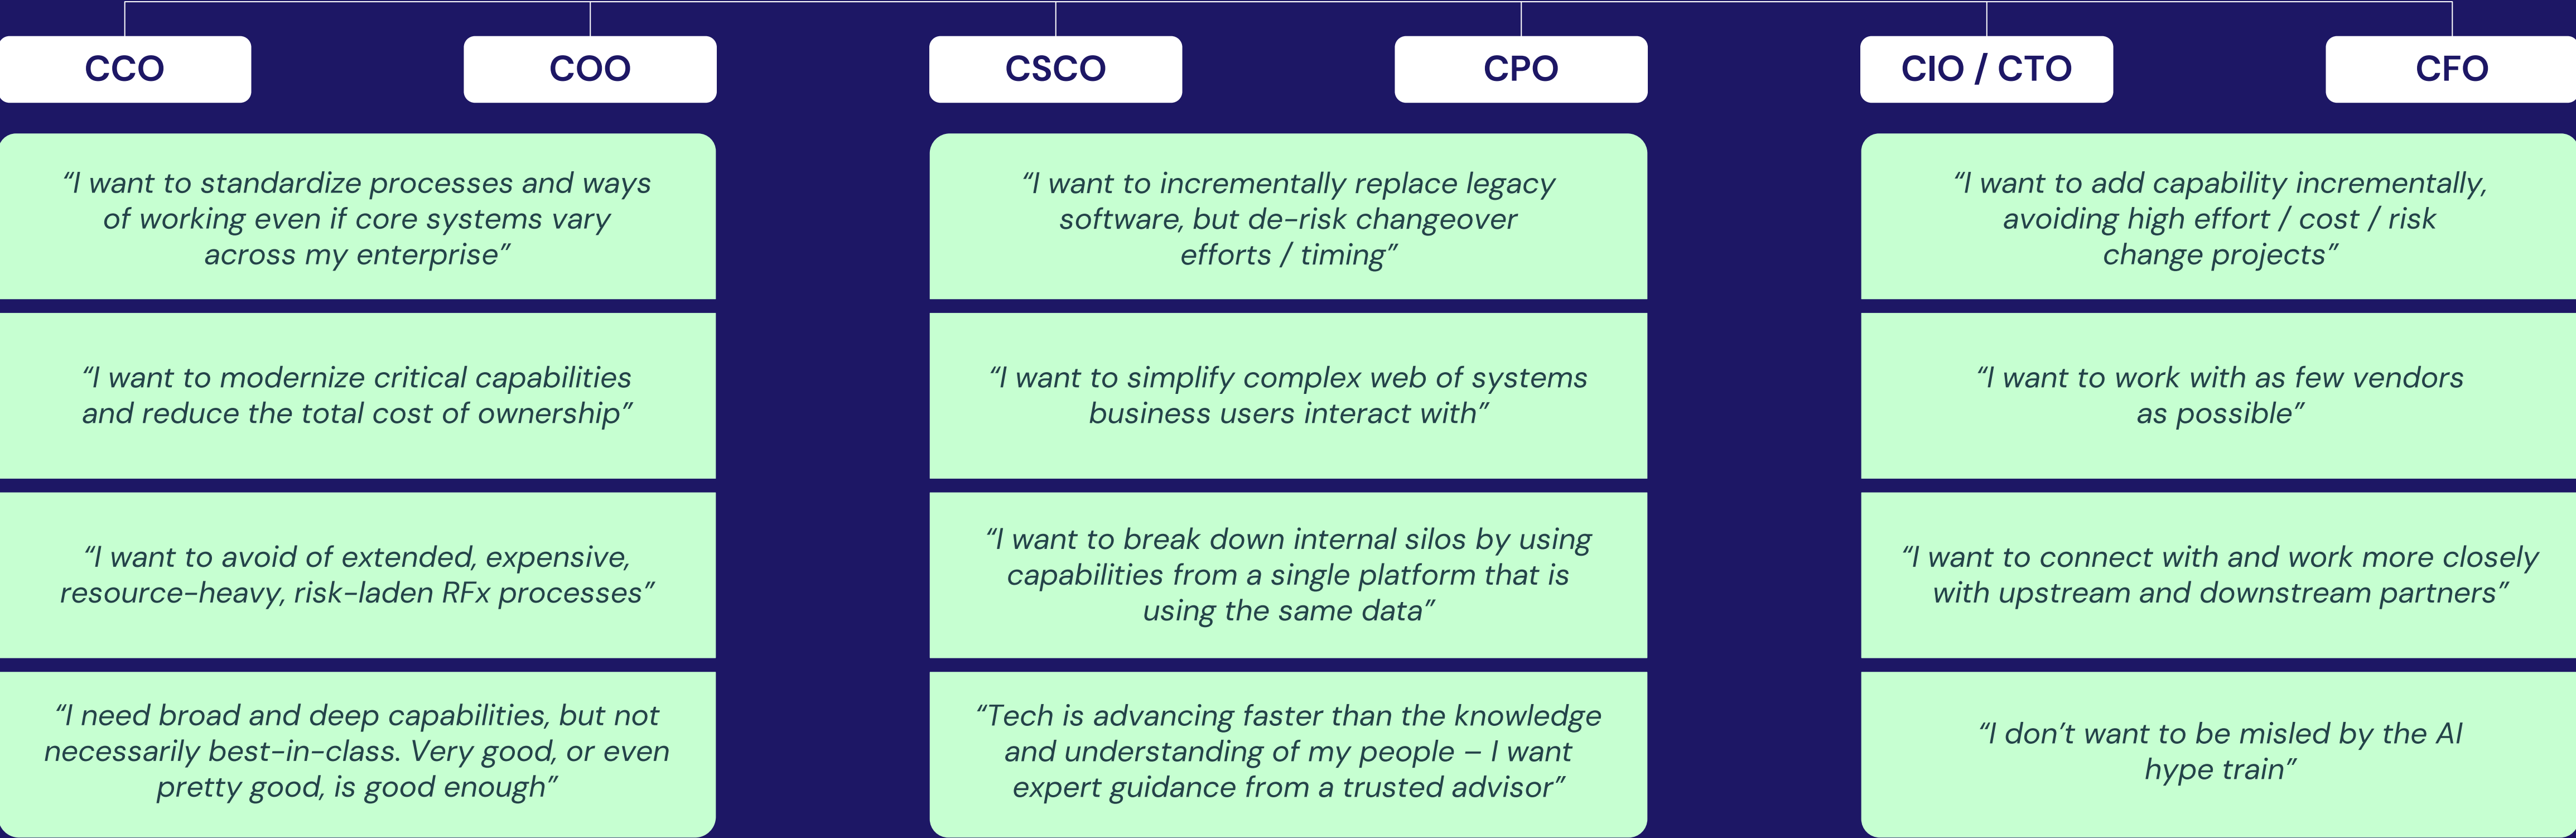 CCO
COO
CSCO
CPO
CIO / CTO
CFO
“I want to standardize processes and ways
of working even if core systems vary
across my enterprise”
“I want to incrementally replace legacy
software, but de-risk changeover
efforts / timing”
“I want to add capability incrementally,
avoiding high effort / cost / risk
change projects”
“I want to modernize critical capabilities
and reduce the total cost of ownership”
“I want to simplify complex web of systems
business users interact with”
“I want to work with as few vendors
as possible”
“I want to avoid of extended, expensive,
resource-heavy, risk-laden RFx processes”
“I want to break down internal silos by using
capabilities from a single platform that is
using the same data”
“I want to connect with and work more closely
with upstream and downstream partners”
“I need broad and deep capabilities, but not
necessarily best-in-class. Very good, or even
pretty good, is good enough”
“Tech is advancing faster than the knowledge
and understanding of my people – I want
expert guidance from a trusted advisor”
“I don’t want to be misled by the AI
hype train”